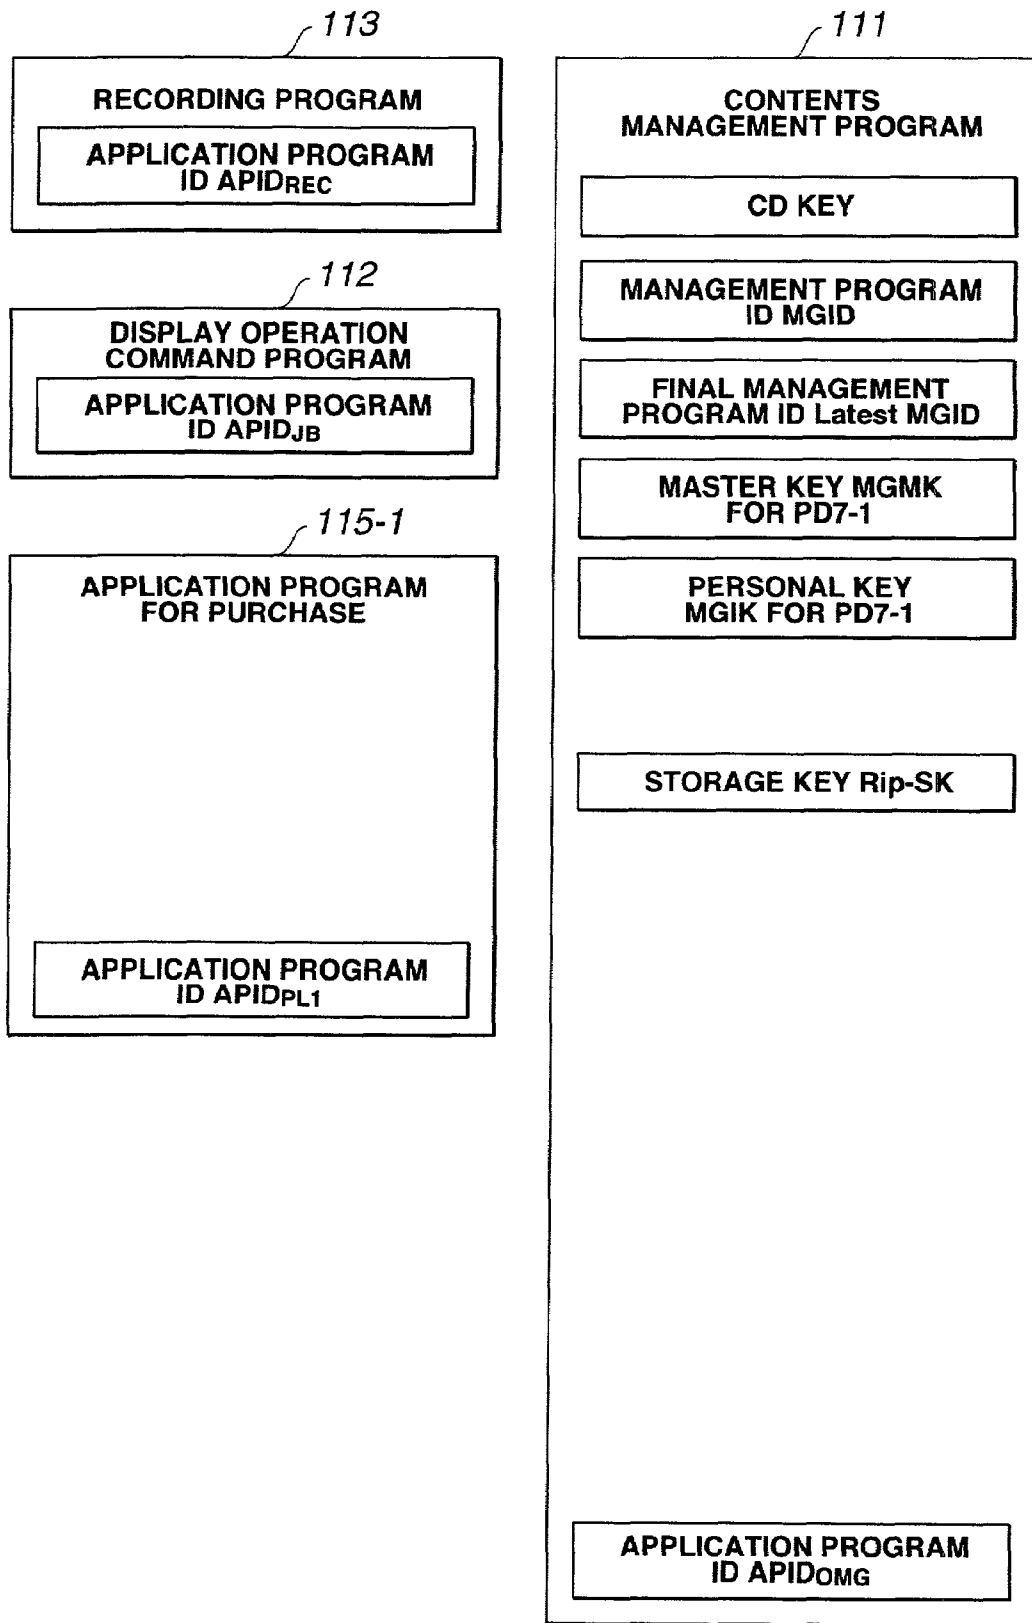 113
RECORDING PROGRAM
APPLICATION PROGRAM
ID APIDREC
112
DISPLAY OPERATION
COMMAND PROGRAM
APPLICATION PROGRAM
ID APIDJB
115-1
APPLICATION PROGRAM
FOR PURCHASE
APPLICATION PROGRAM
ID APIDPL1
111
CONTENTS
MANAGEMENT PROGRAM
CD KEY
MANAGEMENT PROGRAM
ID MGID
FINAL MANAGEMENT
PROGRAM ID Latest MGID
MASTER KEY MGMK
FOR PD7-1
PERSONAL KEY
MGIK FOR PD7-1
STORAGE KEY Rip-SK
APPLICATION PROGRAM
ID APIDOMG